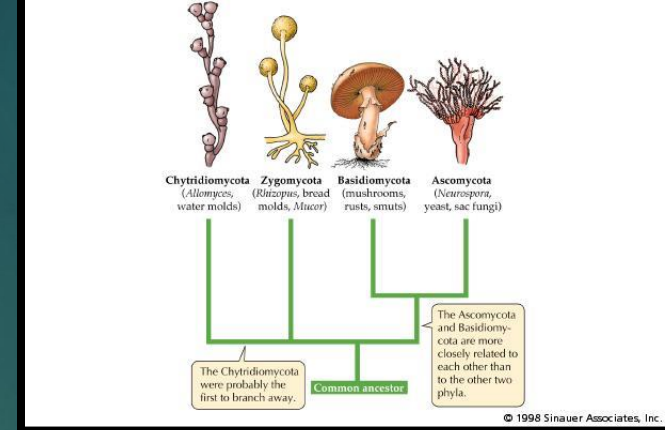 Chytridiomycota
(Allomyces,
water molds)
Zygomycota
(Rhizopus, bread
molds, Mucor)
Basidiomycota
(mushrooms,
rusts, smuts)
Ascomycota
(Neurospora,
yeast, sac fungi)
The Ascomycota
and Basidiomy-
cota are more
closely related to
each other than
to the other two
phyla.
The Chytridiomycota
were probably the
first to branch away.
Common ancestor
© 1998 Sinauer Associates, Inc.